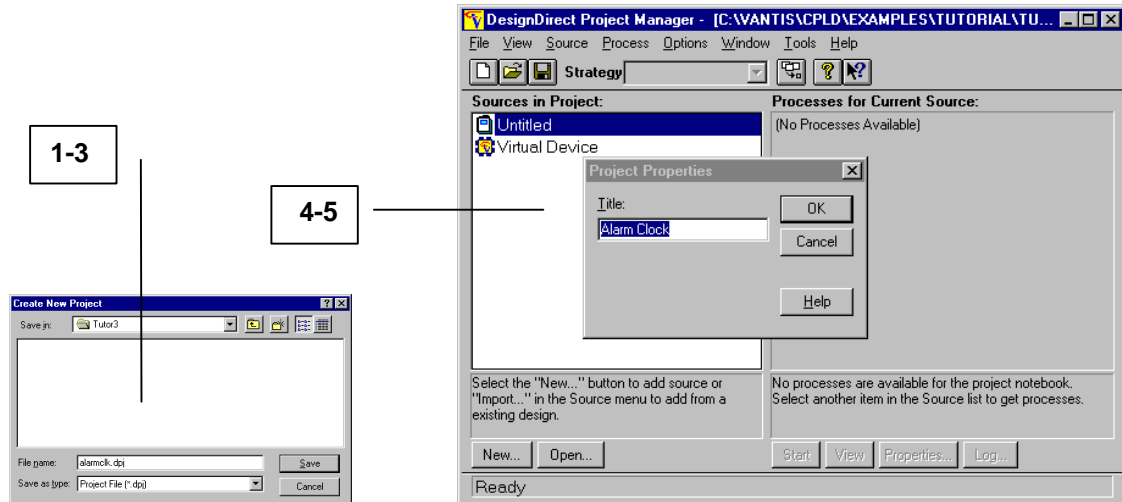 DesignDirect Project Manager - [C:\VANTIS\CPLD\EXAMPLES\TUTORIAL\TU...
File View Source Process Options Window Tools Help
Strategy
Sources in Project:
Processes for Current Source:
Untitled
Virtual Device
(No Processes Available)
Project Properties
Title:
Alarm Clock
OK
Cancel
Help
Select the "New..." button to add source or
"Import..." in the Source menu to add from a
existing design.
No processes are available for the project notebook.
Select another item in the Source list to get processes.
New... Open...
Start View Properties... Log...
Ready
1-3
4-5
Create New Project
Save in: Tutor3
File name: alarmclk.dpj Save
Save as type: Project File (*.dpj) Cancel